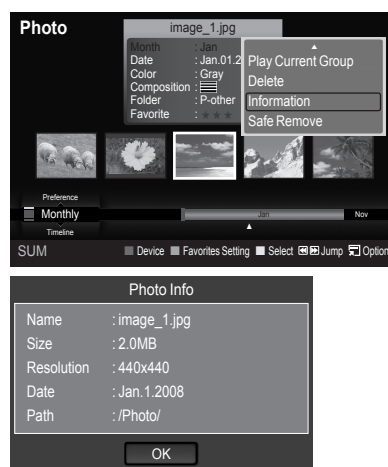 Photo
image_1.jpg
Month : Jan
Date : Jan.01.2
Color : Gray
Composition :
Folder : P-other
Favorite : ★★★
Play Current Group
Delete
Information
Safe Remove
Preference
Monthly
Timeline
Jan
Nov
SUM
Device
Favorites Setting
Select
Jump
Option
Photo Info
Name : image_1.jpg
Size : 2.0MB
Resolution : 440x440
Date : Jan.1.2008
Path : /Photo/
OK